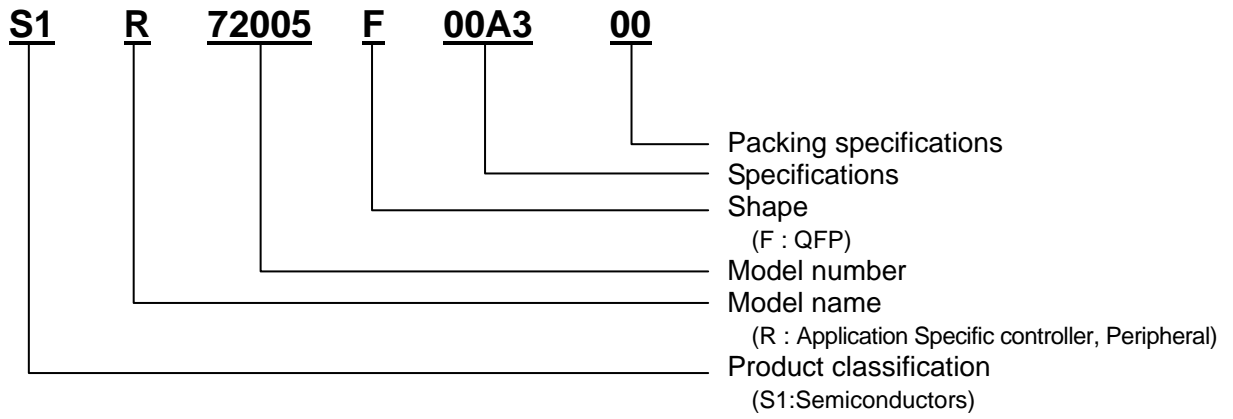 S1 R 72005 F 00A3 00
Packing specifications
Specifications
Shape
(F : QFP)
Model number
Model name
(R : Application Specific controller, Peripheral)
Product classification
(S1:Semiconductors)